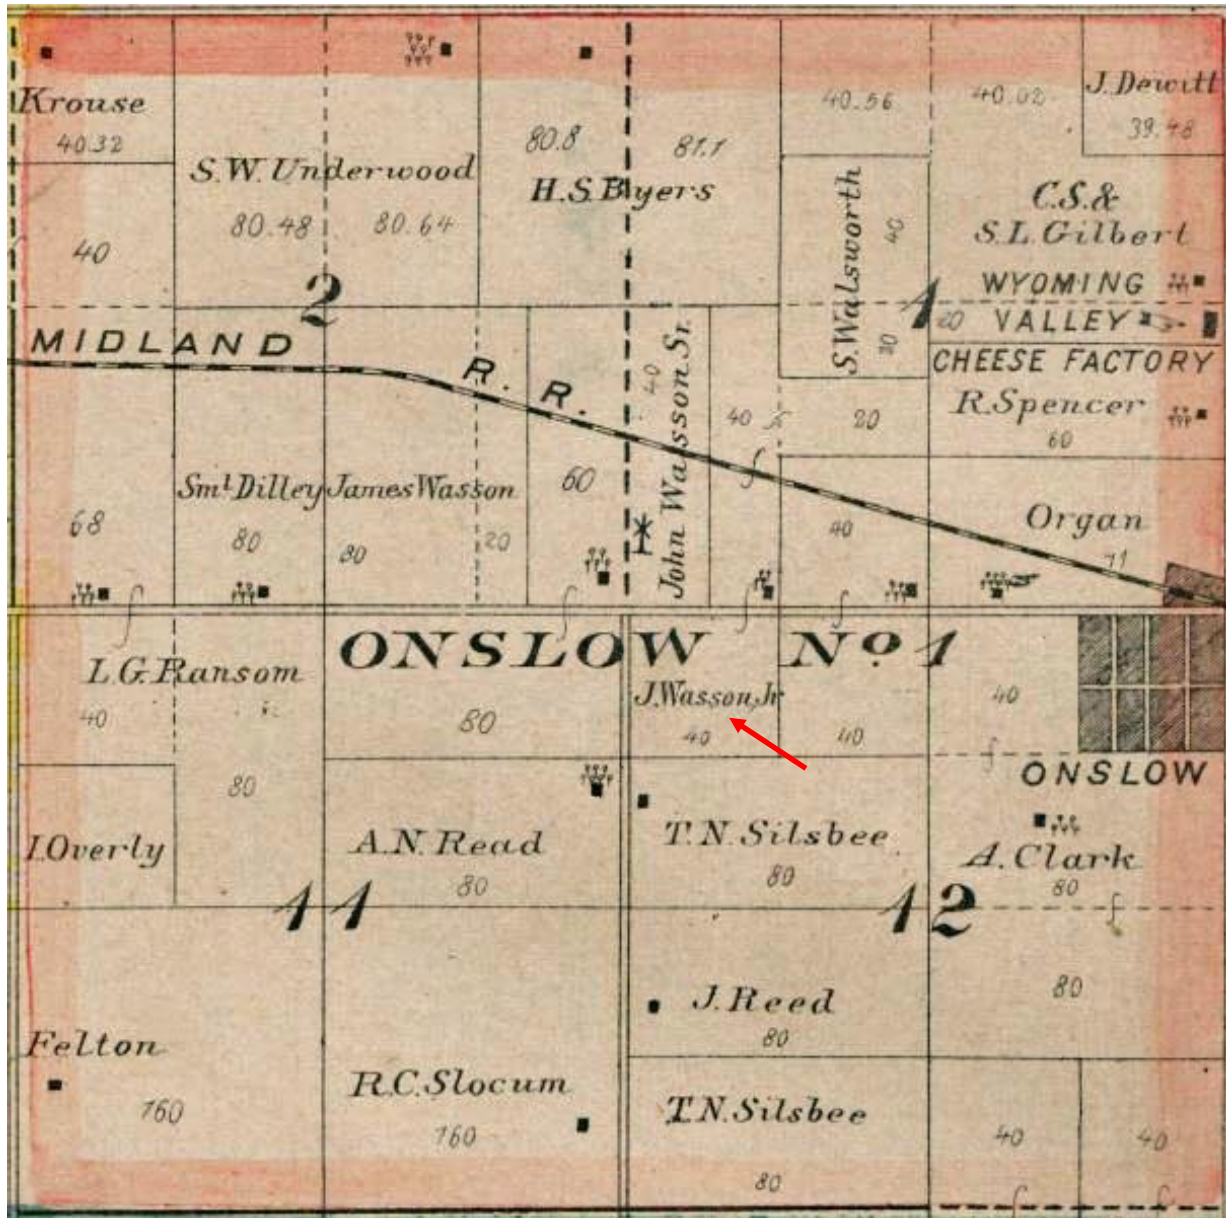 Krouse
40.32
40
S.W. Underwood
80.48
80.64
80.8
81.1
H.S. Byers
40.56
40.02
J. Dewitt
39.48
S. Walsworth
40
20
C.S. &
S.L. Gilbert
WYOMING
20 VALLEY
CHEESE FACTORY
R. Spencer
60
2
1
MIDLAND R. R.
68
Sml Dilley
80
James Wasson
80
20
60
John Wasson Sr.
40
40
20
40
Organ
71
ONSLOW No. 1
L.G. Ransom
40
80
80
J. Wasson, Jr
40
40
40
ONSLOW
I. Overly
A.N. Read
80
T.N. Silsbee
80
A. Clark
80
11
12
Felton
160
R.C. Slocum
160
J. Reed
80
80
T.N. Silsbee
80
40
40